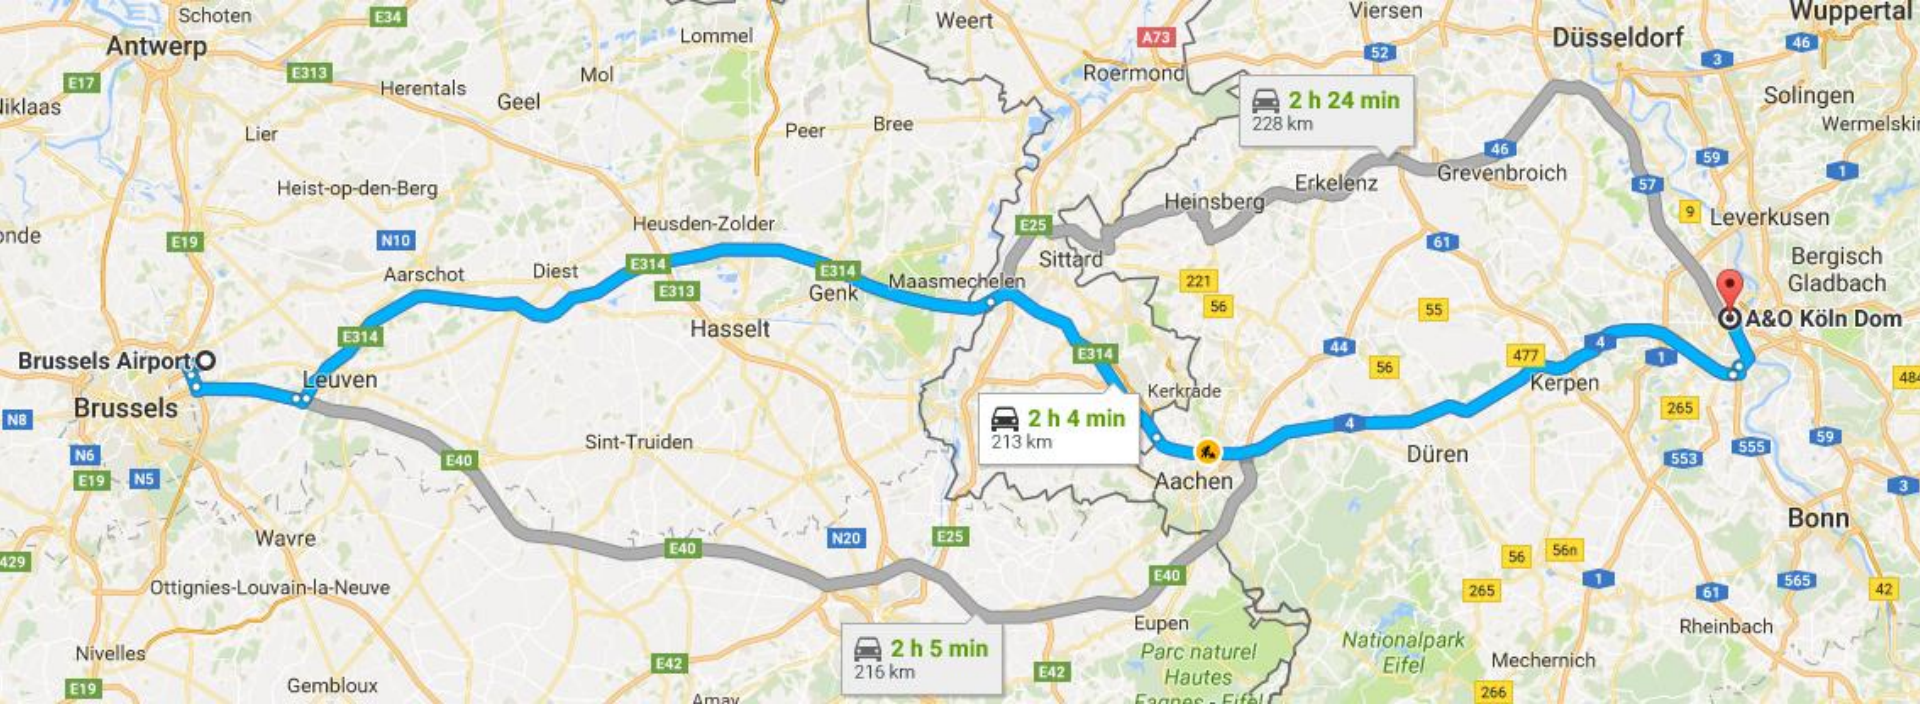 Schoten
E34
Weert
Viersen
Wuppertal
Antwerp
Lommel
A73
52
Düsseldorf
46
3
E17
E313
Herentals
Mol
Geel
Roermond
2 h 24 min
228 km
Solingen
Lier
Peer
Bree
46
59
Grevenbroich
1
Heist-op-den-Berg
Heinsberg
Erkelenz
57
9
Leverkusen
E19
N10
Heusden-Zolder
E25
61
Bergisch
Gladbach
Aarschot
Diest
E314
E313
E314
Genk
Maasmechelen
Sittard
221
56
55
Hasselt
A&O Köln Dom
E314
E314
44
477
4
1
Brussels Airport
Leuven
Brussels
Kerkrade
56
Kerpen
N8
2 h 4 min
213 km
4
265
N6
E19
N5
E40
Sint-Truiden
Aachen
Düren
553
555
59
3
Wavre
E40
N20
E25
Bonn
429
Ottignies-Louvain-la-Neuve
E40
56
56n
265
1
61
565
42
Nivelles
E42
2 h 5 min
216 km
E42
Eupen
Parc naturel
Hautes
Fagnes - Eifel
Nationalpark
Eifel
Mechernich
Rheinbach
E19
Gembloux
Amay
266